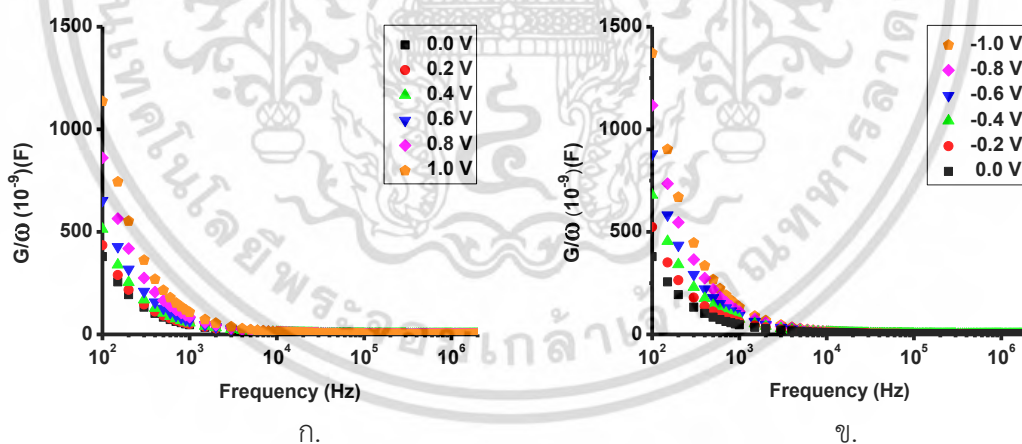 1500
1000
500
0
10² 10³ 10⁴ 10⁵ 10⁶
G/ω (10⁻⁹)(F)
Frequency (Hz)
0.0 V
0.2 V
0.4 V
0.6 V
0.8 V
1.0 V
ก.
1500
1000
500
0
10² 10³ 10⁴ 10⁵ 10⁶
G/ω (10⁻⁹)(F)
Frequency (Hz)
-1.0 V
-0.8 V
-0.6 V
-0.4 V
-0.2 V
0.0 V
ข.